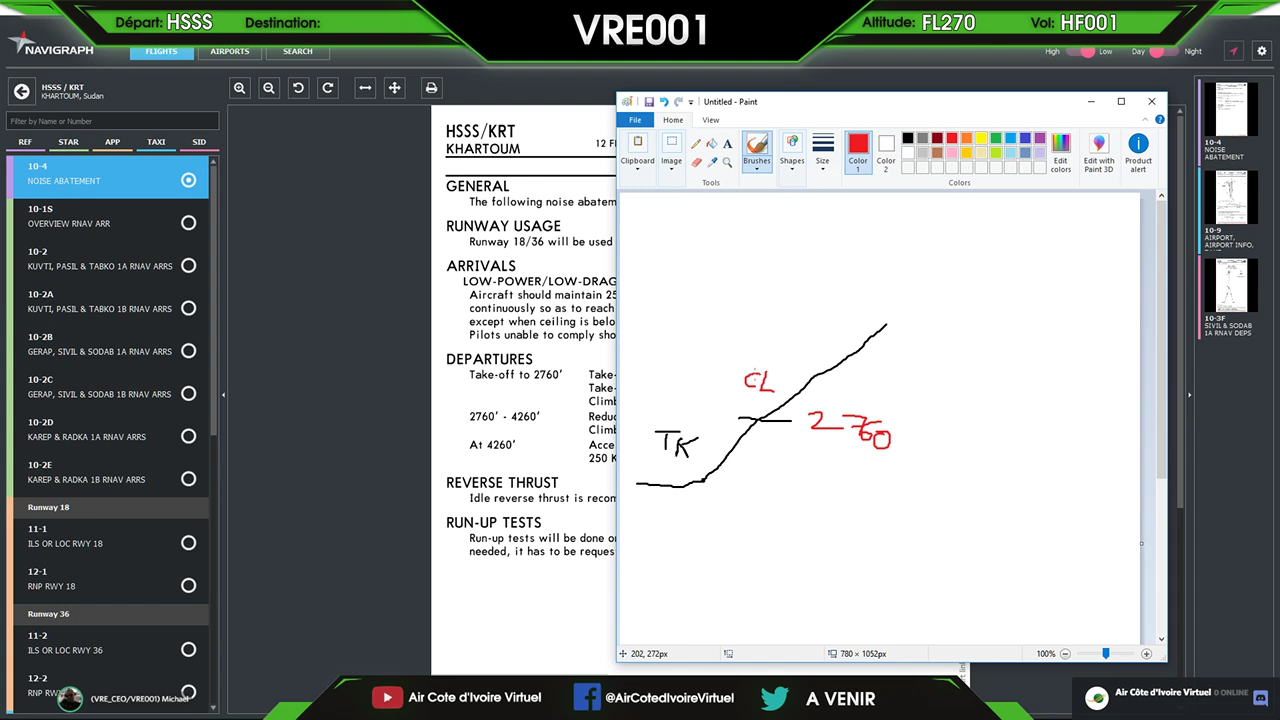 Départ: HSSS
Destination:
VRE001
Altitude: FL270
Vol: HF001
NAVIGRAPH
FLIGHTS
AIRPORTS
SEARCH
High
Low
Day
Night
HSSS / KRT
KHARTOUM, Sudan
Filter by Name or Number
REF
STAR
APP
TAXI
SID
10-4
NOISE ABATEMENT
10-1S
OVERVIEW RNAV ARR
10-2
KUVTI, PASIL & TABKO 1A RNAV ARRS
10-2A
KUVTI, PASIL & TABKO 1B RNAV ARRS
10-2B
GERAP, SIVIL & SODAB 1A RNAV ARRS
10-2C
GERAP, SIVIL & SODAB 1B RNAV ARRS
10-2D
KAREP & RADKA 1A RNAV ARRS
10-2E
KAREP & RADKA 1B RNAV ARRS
Runway 18
11-1
ILS OR LOC RWY 18
12-1
RNP RWY 18
Runway 36
11-2
ILS OR LOC RWY 36
12-2
(VRE_CEO/VRE001) Michael
HSSS/KRT
KHARTOUM
12 F
GENERAL
The following noise abatem
RUNWAY USAGE
Runway 18/36 will be used
ARRIVALS
LOW-POWER/LOW-DRAG
Aircraft should maintain 25
continuously so as to reach
except when ceiling is belo
Pilots unable to comply sho
DEPARTURES
Take-off to 2760'
Take-
Take-
Climb
2760' - 4260'
Reduc
Climb
At 4260'
Acce
250 K
REVERSE THRUST
Idle reverse thrust is recom
RUN-UP TESTS
Run-up tests will be done on
needed, it has to be reques
Untitled - Paint
File
Home
View
Clipboard
Image
Tools
Brushes
Shapes
Size
Color 1
Color 2
Colors
Edit colors
Edit with Paint 3D
Product alert
CL
2760
TK
202, 272px
780 × 1052px
100%
10-4
NOISE
ABATEMENT
10-9
AIRPORT,
AIRPORT INFO,
10-3F
SIVIL & SODAB
1A RNAV DEPS
Air Cote d'Ivoire Virtuel
@AirCotedIvoireVirtuel
A VENIR
Air Côte d'Ivoire Virtuel 0 ONLINE